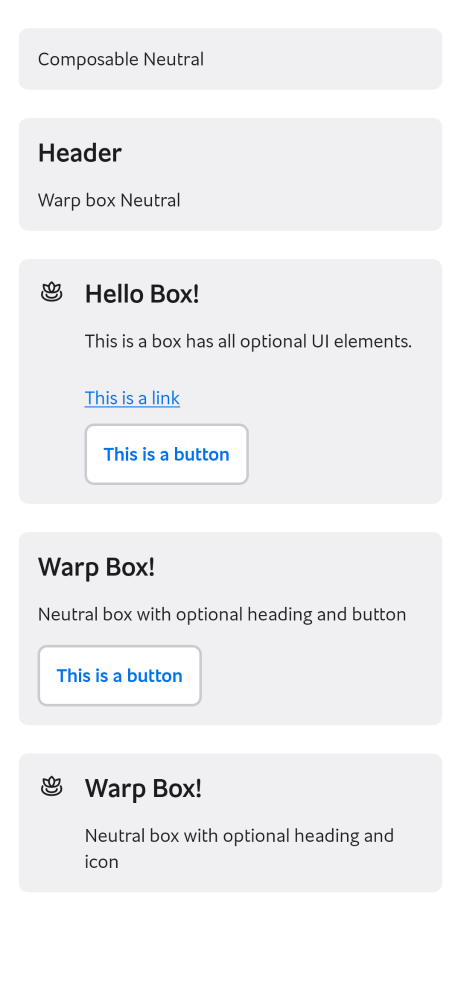 Composable Neutral
Header
Warp box Neutral
Hello Box!
This is a box has all optional UI elements.
This is a link
This is a button
Warp Box!
Neutral box with optional heading and button
This is a button
Warp Box!
Neutral box with optional heading and
icon